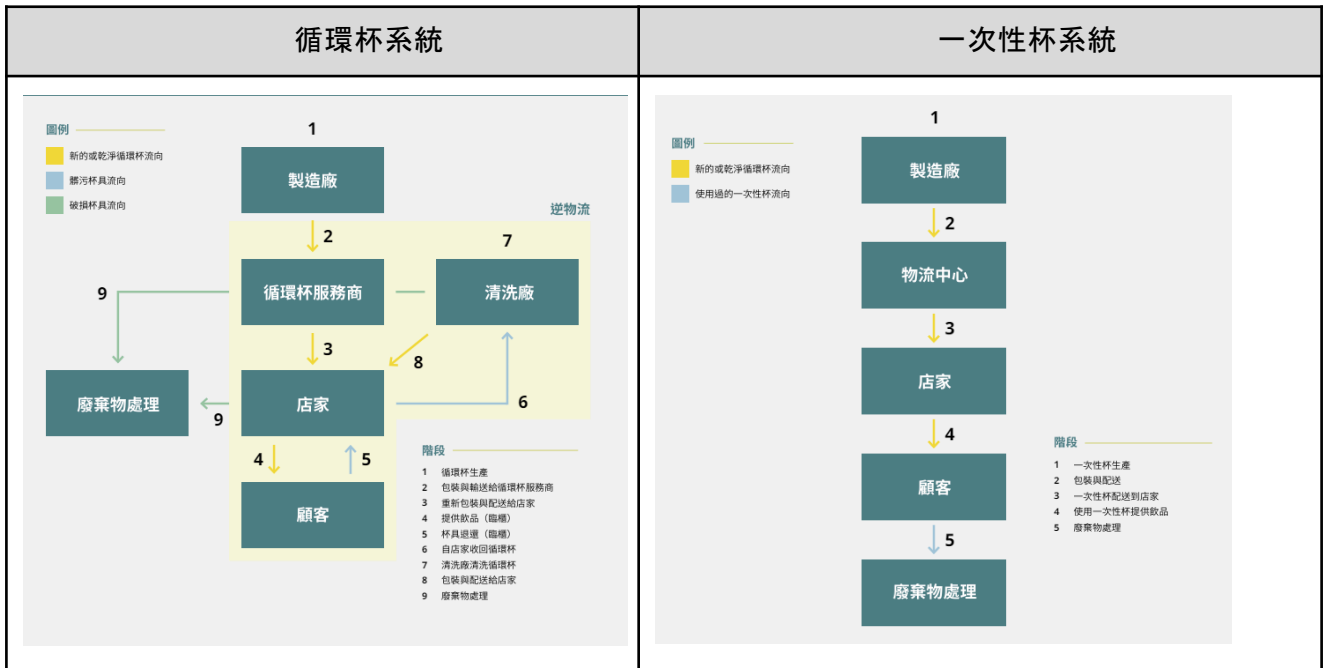 循環杯系統
一次性杯系統
圖例
新的或乾淨循環杯流向
髒污杯具流向
破損杯具流向
1
製造廠
逆物流
2
7
循環杯服務商
清洗廠
9
3
8
廢棄物處理
店家
9
6
4
5
顧客
階段
1 循環杯生產
2 包裝與輸送給循環杯服務商
3 重新包裝與配送給店家
4 提供飲品（臨櫃）
5 杯具退還（臨櫃）
6 自店家收回循環杯
7 清洗廠清洗循環杯
8 包裝與配送給店家
9 廢棄物處理
圖例
新的或乾淨循環杯流向
使用過的一次性杯流向
1
製造廠
2
物流中心
3
店家
4
顧客
5
廢棄物處理
階段
1 一次性杯生產
2 包裝與配送
3 一次性杯配送到店家
4 使用一次性杯提供飲品
5 廢棄物處理